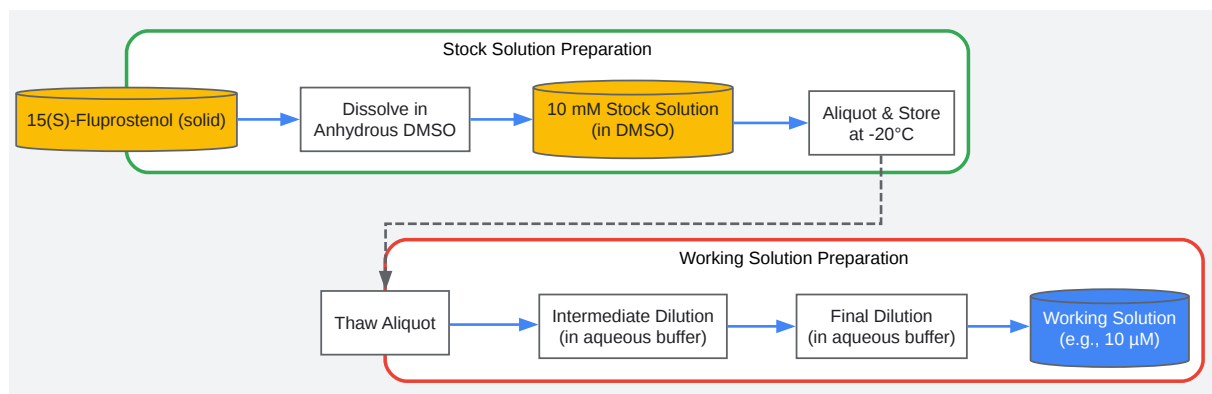 Stock Solution Preparation
15(S)-Fluprostenol (solid)
Dissolve in
Anhydrous DMSO
10 mM Stock Solution
(in DMSO)
Aliquot & Store
at -20°C
Working Solution Preparation
Thaw Aliquot
Intermediate Dilution
(in aqueous buffer)
Final Dilution
(in aqueous buffer)
Working Solution
(e.g., 10 µM)